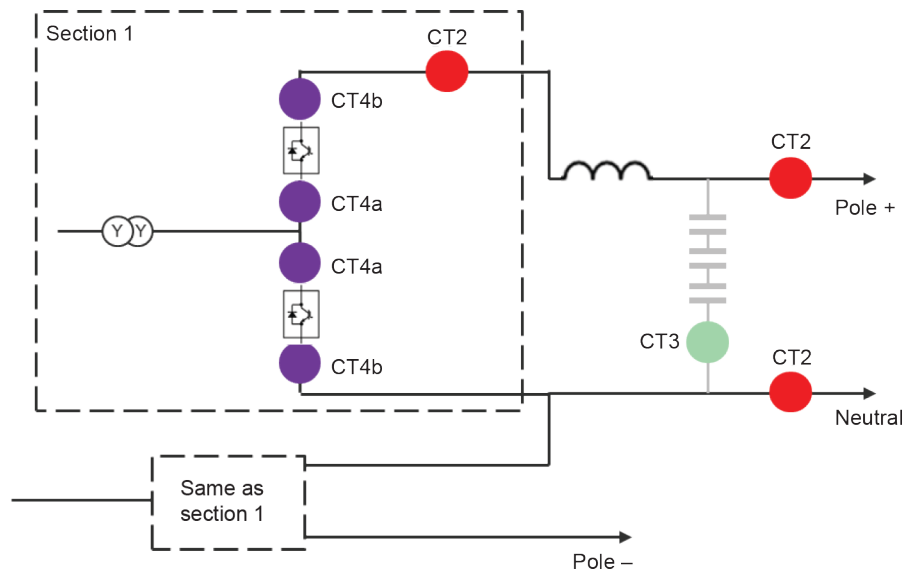 Section 1
CT2
CT4b
CT2
CT4a
Pole +
Y Y
CT4a
CT3
CT2
CT4b
Neutral
Same as
section 1
Pole –